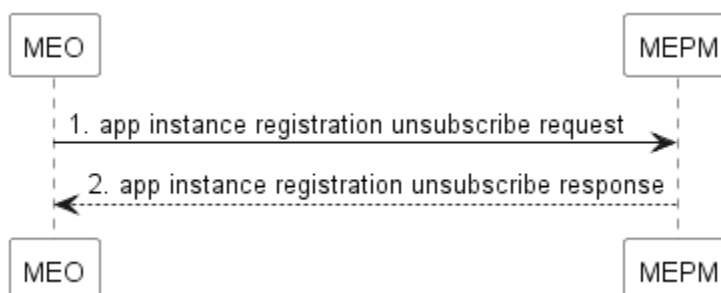 MEO MEPM
1. app instance registration unsubscribe request
2. app instance registration unsubscribe response
MEO MEPM